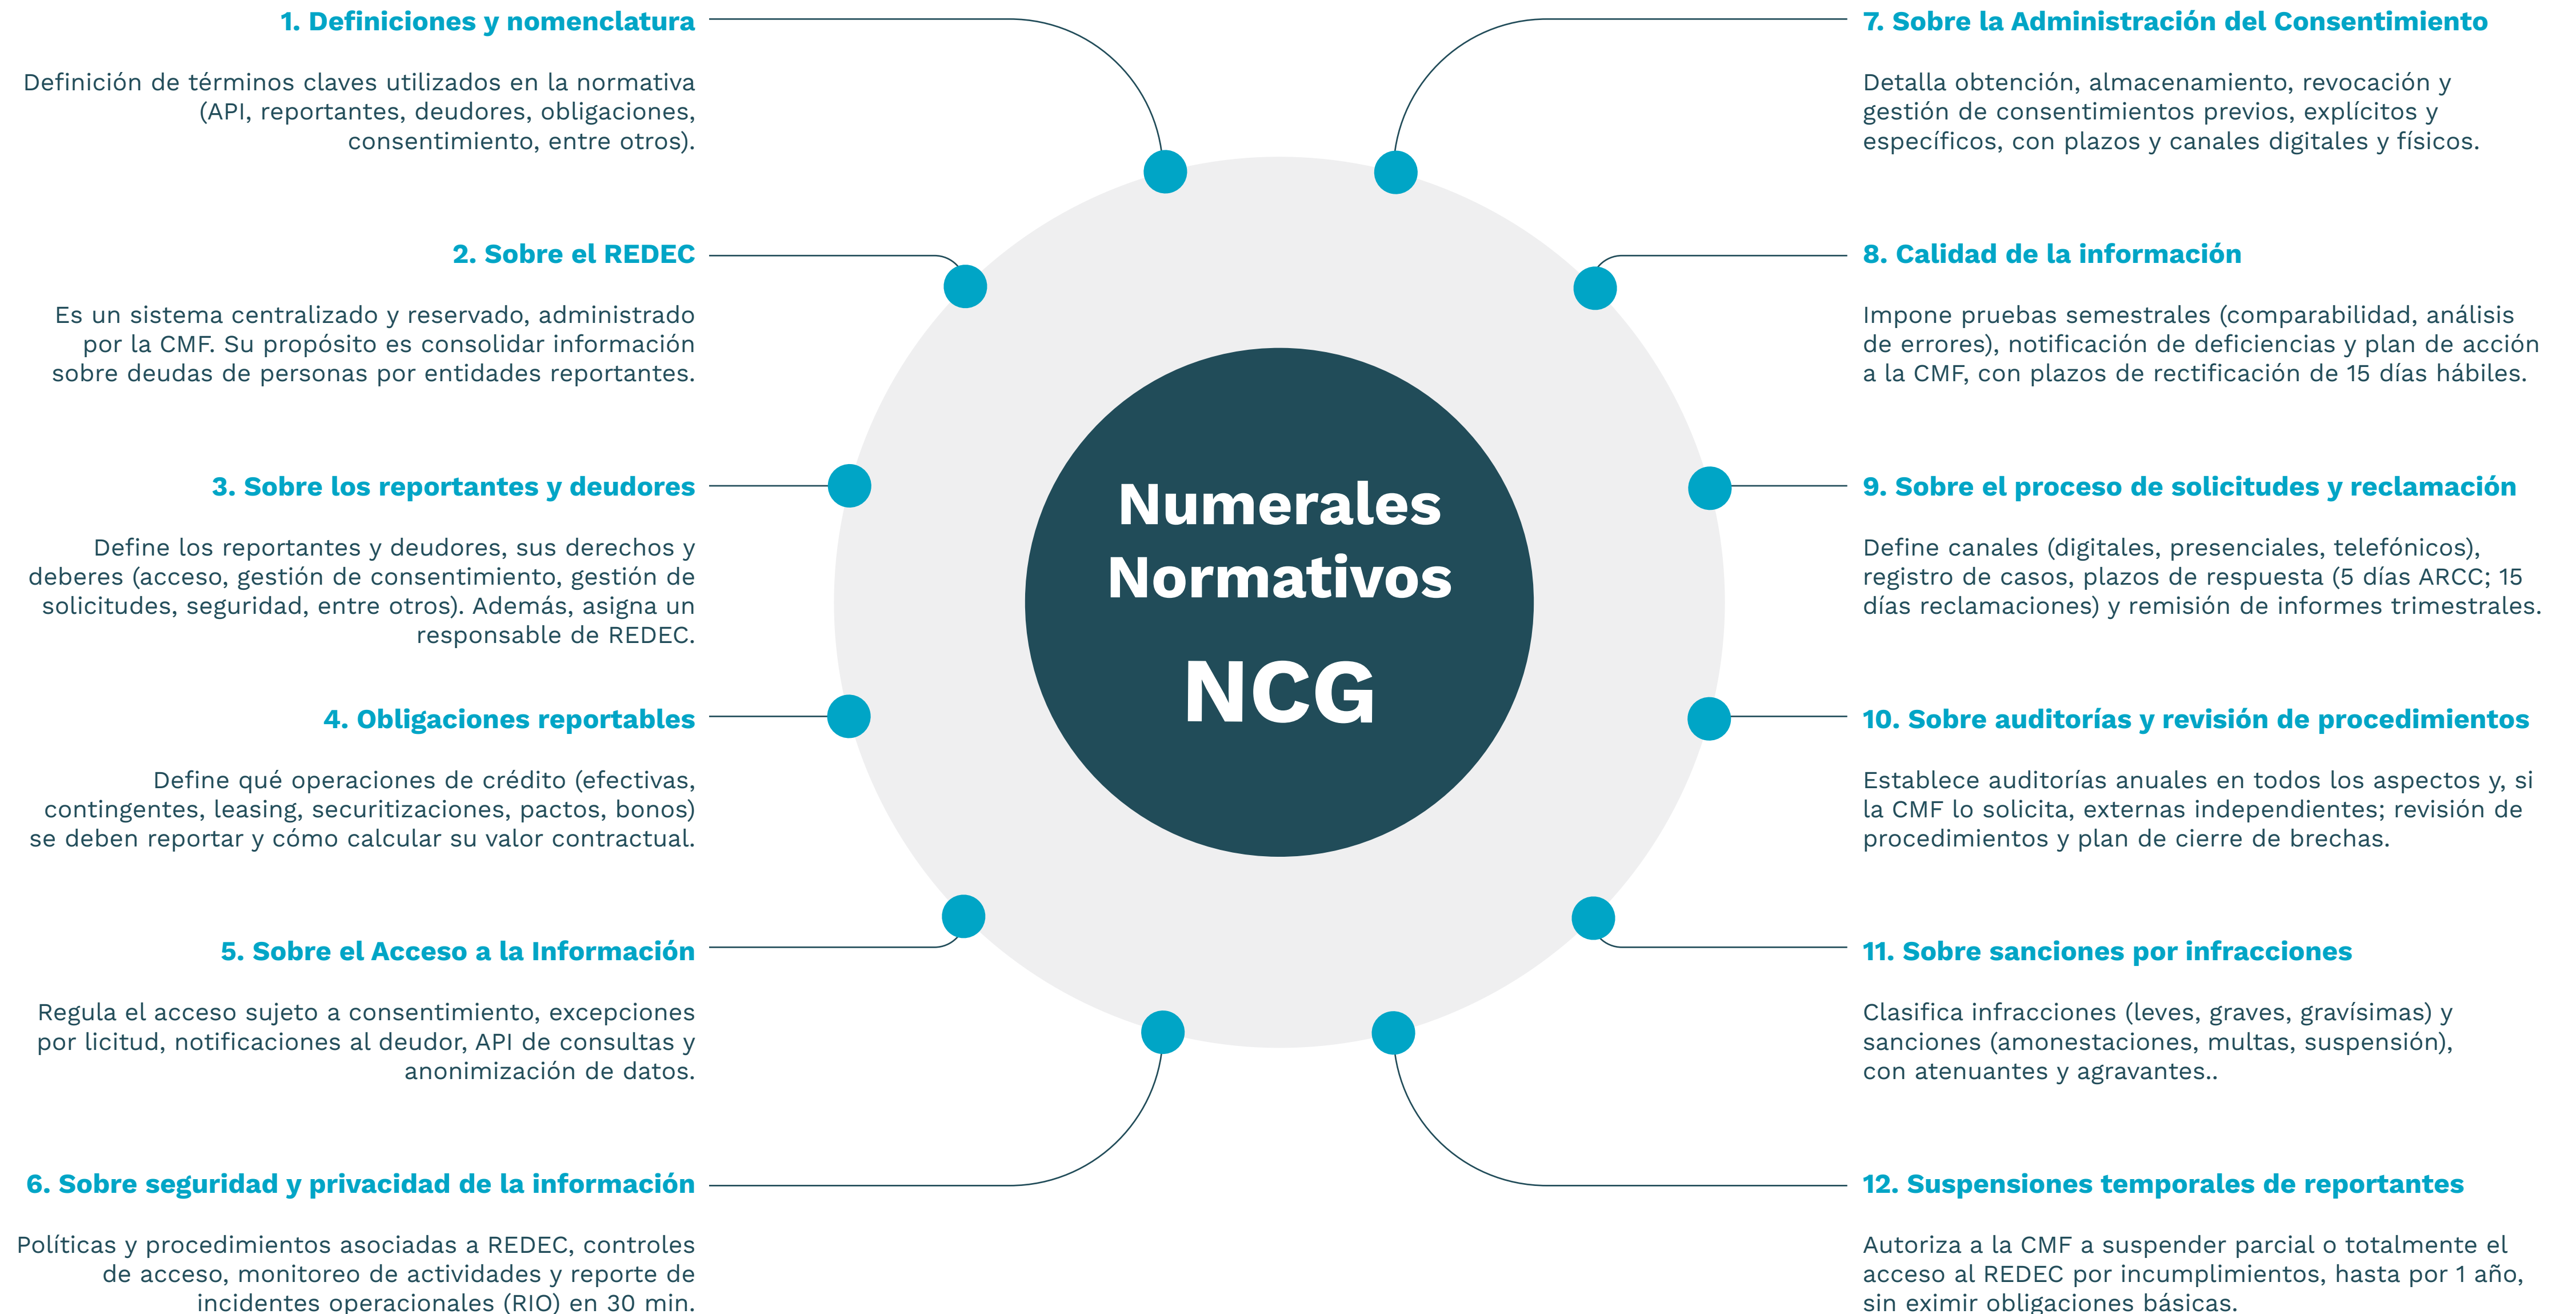 1. Definiciones y nomenclatura
Definición de términos claves utilizados en la normativa
(API, reportantes, deudores, obligaciones,
consentimiento, entre otros).
2. Sobre el REDEC
Es un sistema centralizado y reservado, administrado
por la CMF. Su propósito es consolidar información
sobre deudas de personas por entidades reportantes.
3. Sobre los reportantes y deudores
Define los reportantes y deudores, sus derechos y
deberes (acceso, gestión de consentimiento, gestión de
solicitudes, seguridad, entre otros). Además, asigna un
responsable de REDEC.
4. Obligaciones reportables
Define qué operaciones de crédito (efectivas,
contingentes, leasing, securitizaciones, pactos, bonos)
se deben reportar y cómo calcular su valor contractual.
5. Sobre el Acceso a la Información
Regula el acceso sujeto a consentimiento, excepciones
por licitud, notificaciones al deudor, API de consultas y
anonimización de datos.
6. Sobre seguridad y privacidad de la información
Políticas y procedimientos asociadas a REDEC, controles
de acceso, monitoreo de actividades y reporte de
incidentes operacionales (RIO) en 30 min.
Numerales
Normativos
NCG
7. Sobre la Administración del Consentimiento
Detalla obtención, almacenamiento, revocación y
gestión de consentimientos previos, explícitos y
específicos, con plazos y canales digitales y físicos.
8. Calidad de la información
Impone pruebas semestrales (comparabilidad, análisis
de errores), notificación de deficiencias y plan de acción
a la CMF, con plazos de rectificación de 15 días hábiles.
9. Sobre el proceso de solicitudes y reclamación
Define canales (digitales, presenciales, telefónicos),
registro de casos, plazos de respuesta (5 días ARCC; 15
días reclamaciones) y remisión de informes trimestrales.
10. Sobre auditorías y revisión de procedimientos
Establece auditorías anuales en todos los aspectos y, si
la CMF lo solicita, externas independientes; revisión de
procedimientos y plan de cierre de brechas.
11. Sobre sanciones por infracciones
Clasifica infracciones (leves, graves, gravísimas) y
sanciones (amonestaciones, multas, suspensión),
con atenuantes y agravantes..
12. Suspensiones temporales de reportantes
Autoriza a la CMF a suspender parcial o totalmente el
acceso al REDEC por incumplimientos, hasta por 1 año,
sin eximir obligaciones básicas.